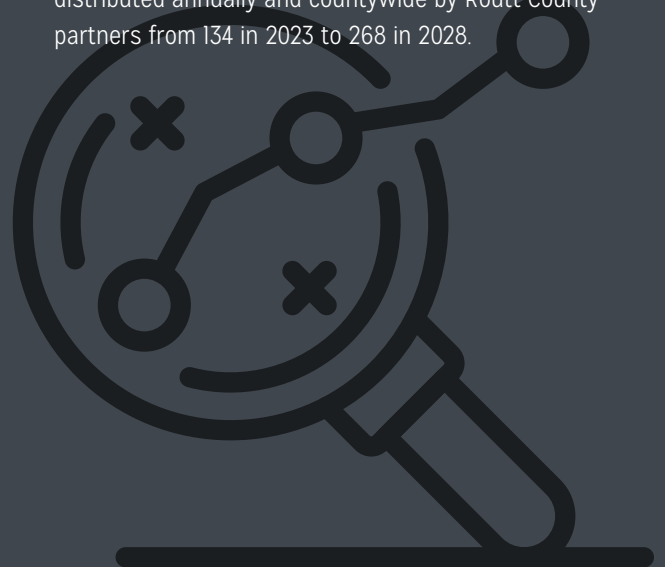 distributed annually and countywide by Routt County
partners from 134 in 2023 to 268 in 2028.